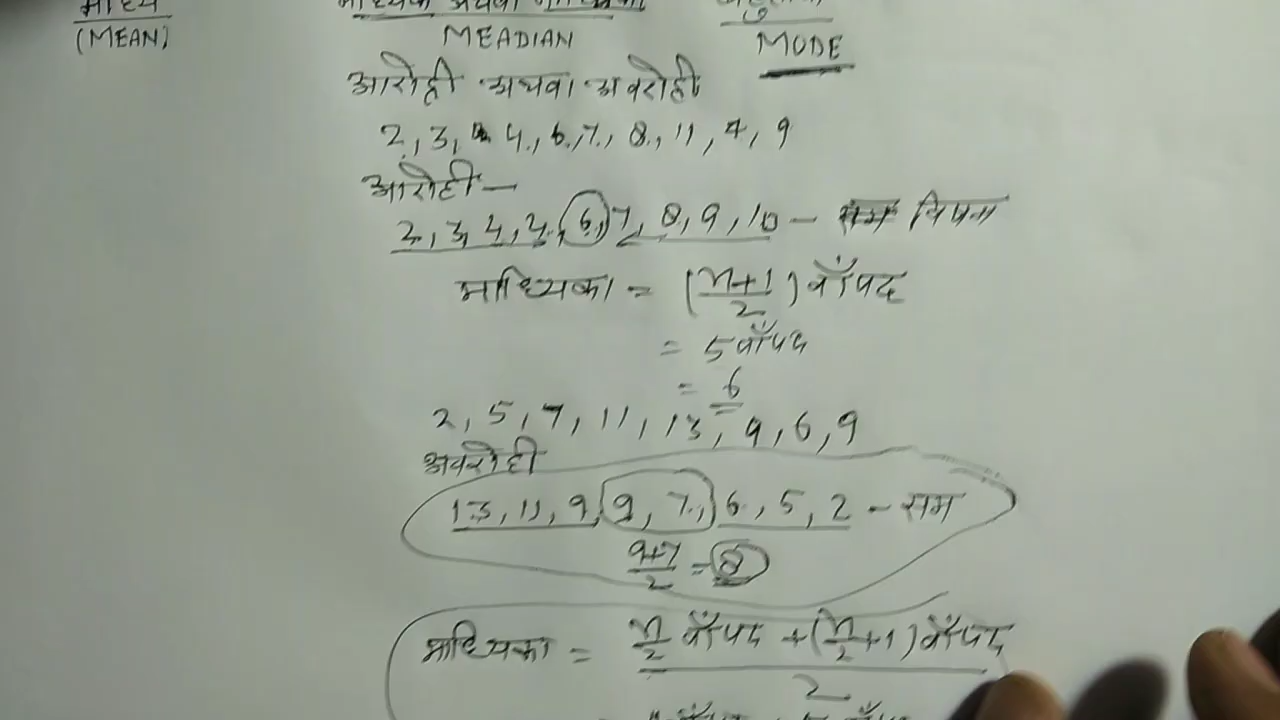 माध्य
(MEAN)
माध्यिका अथवा
MEADIAN
MODE
आरोही अथवा अवरोही
2, 3, 4, 6, 7, 8, 11, 4, 9
आरोही —
2, 3, 4, 4, 6, 7, 8, 9, 10 - विषम
माध्यिका = (n+1/2) वाँ पद
= 5 वाँ पद
= 6
2, 5, 7, 11, 13, 9, 6, 9
अवरोही
13, 11, 9, 9, 7, 6, 5, 2 - सम
9+7/2 = 8
माध्यिका = n/2 वाँ पद + (n/2+1) वाँ पद
2